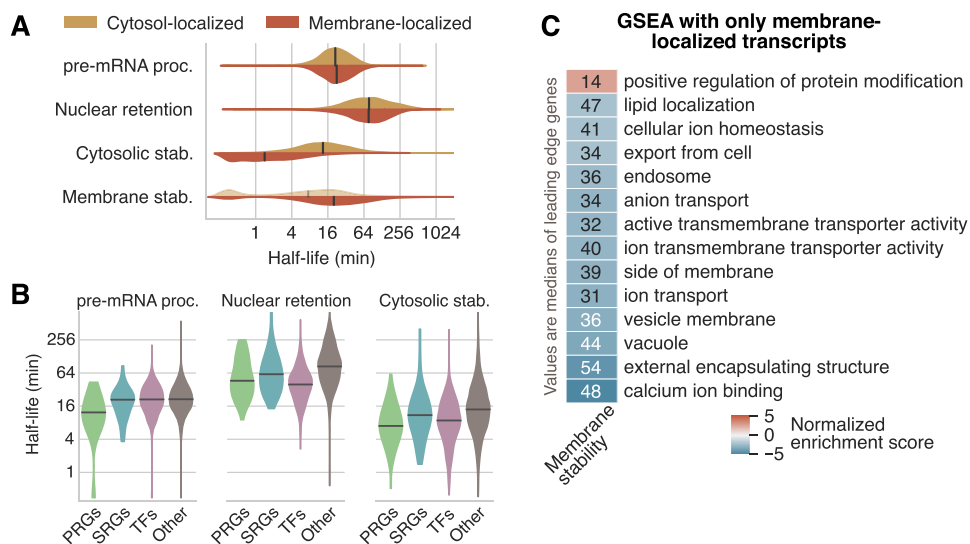 A
Cytosol-localized
Membrane-localized
pre-mRNA proc.
Nuclear retention
Cytosolic stab.
Membrane stab.
1 4 16 64 256 1024
Half-life (min)
B
pre-mRNA proc.
Nuclear retention
Cytosolic stab.
Half-life (min)
256
64
16
4
1
PRGs SRGs TFs Other
PRGs SRGs TFs Other
PRGs SRGs TFs Other
C
GSEA with only membrane-
localized transcripts
Values are medians of leading edge genes
14 positive regulation of protein modification
47 lipid localization
41 cellular ion homeostasis
34 export from cell
36 endosome
34 anion transport
32 active transmembrane transporter activity
40 ion transmembrane transporter activity
39 side of membrane
31 ion transport
36 vesicle membrane
44 vacuole
54 external encapsulating structure
48 calcium ion binding
Membrane
stability
5
0
−5
Normalized
enrichment score